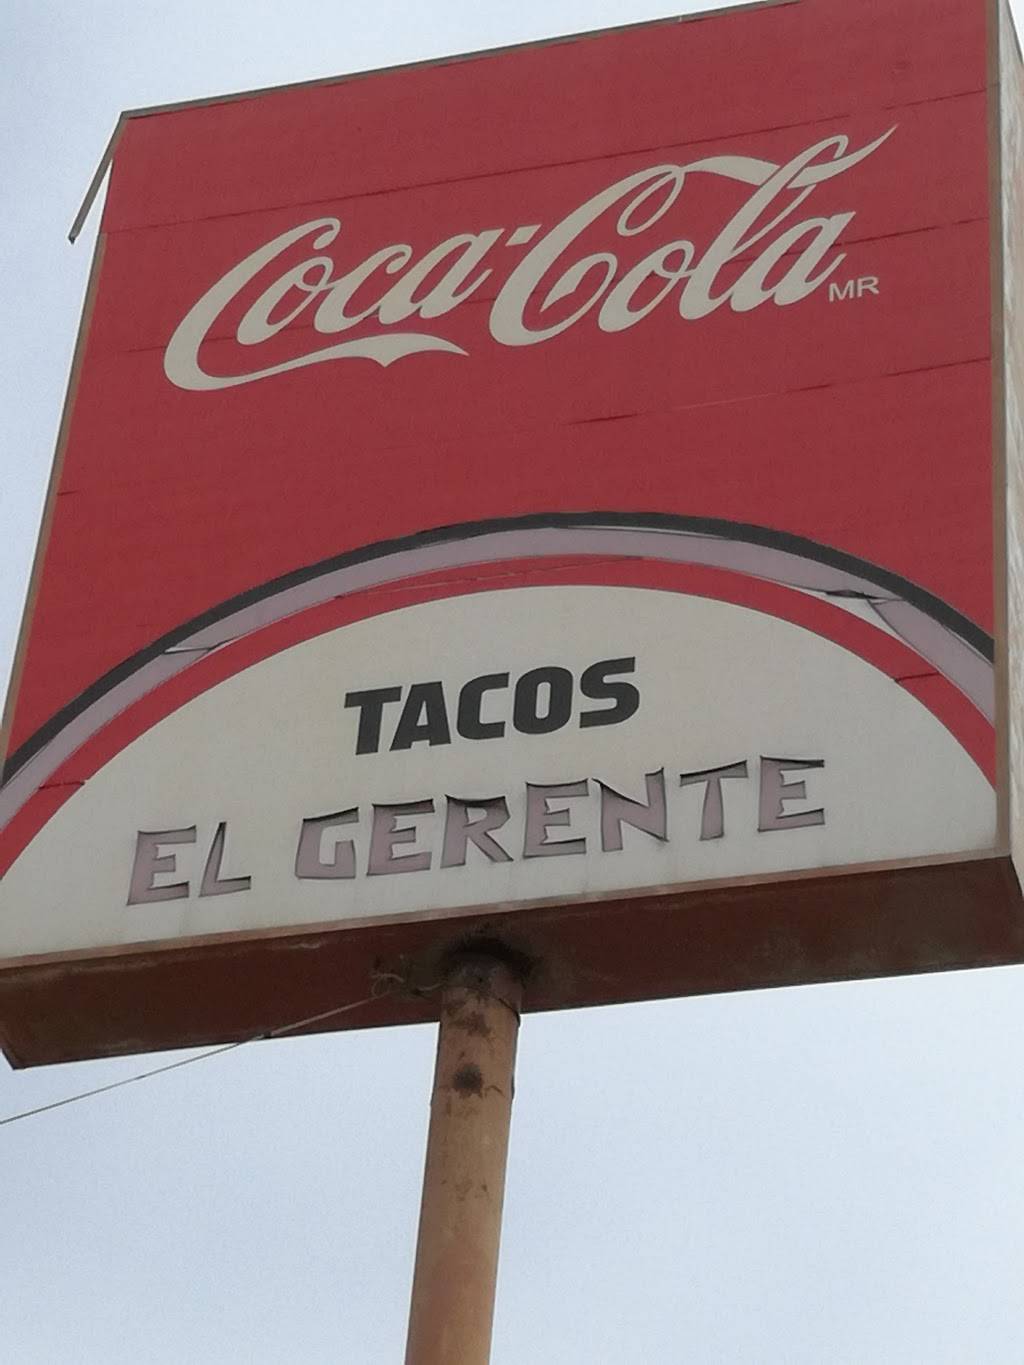 Coca-Cola MR
TACOS
EL GERENTE